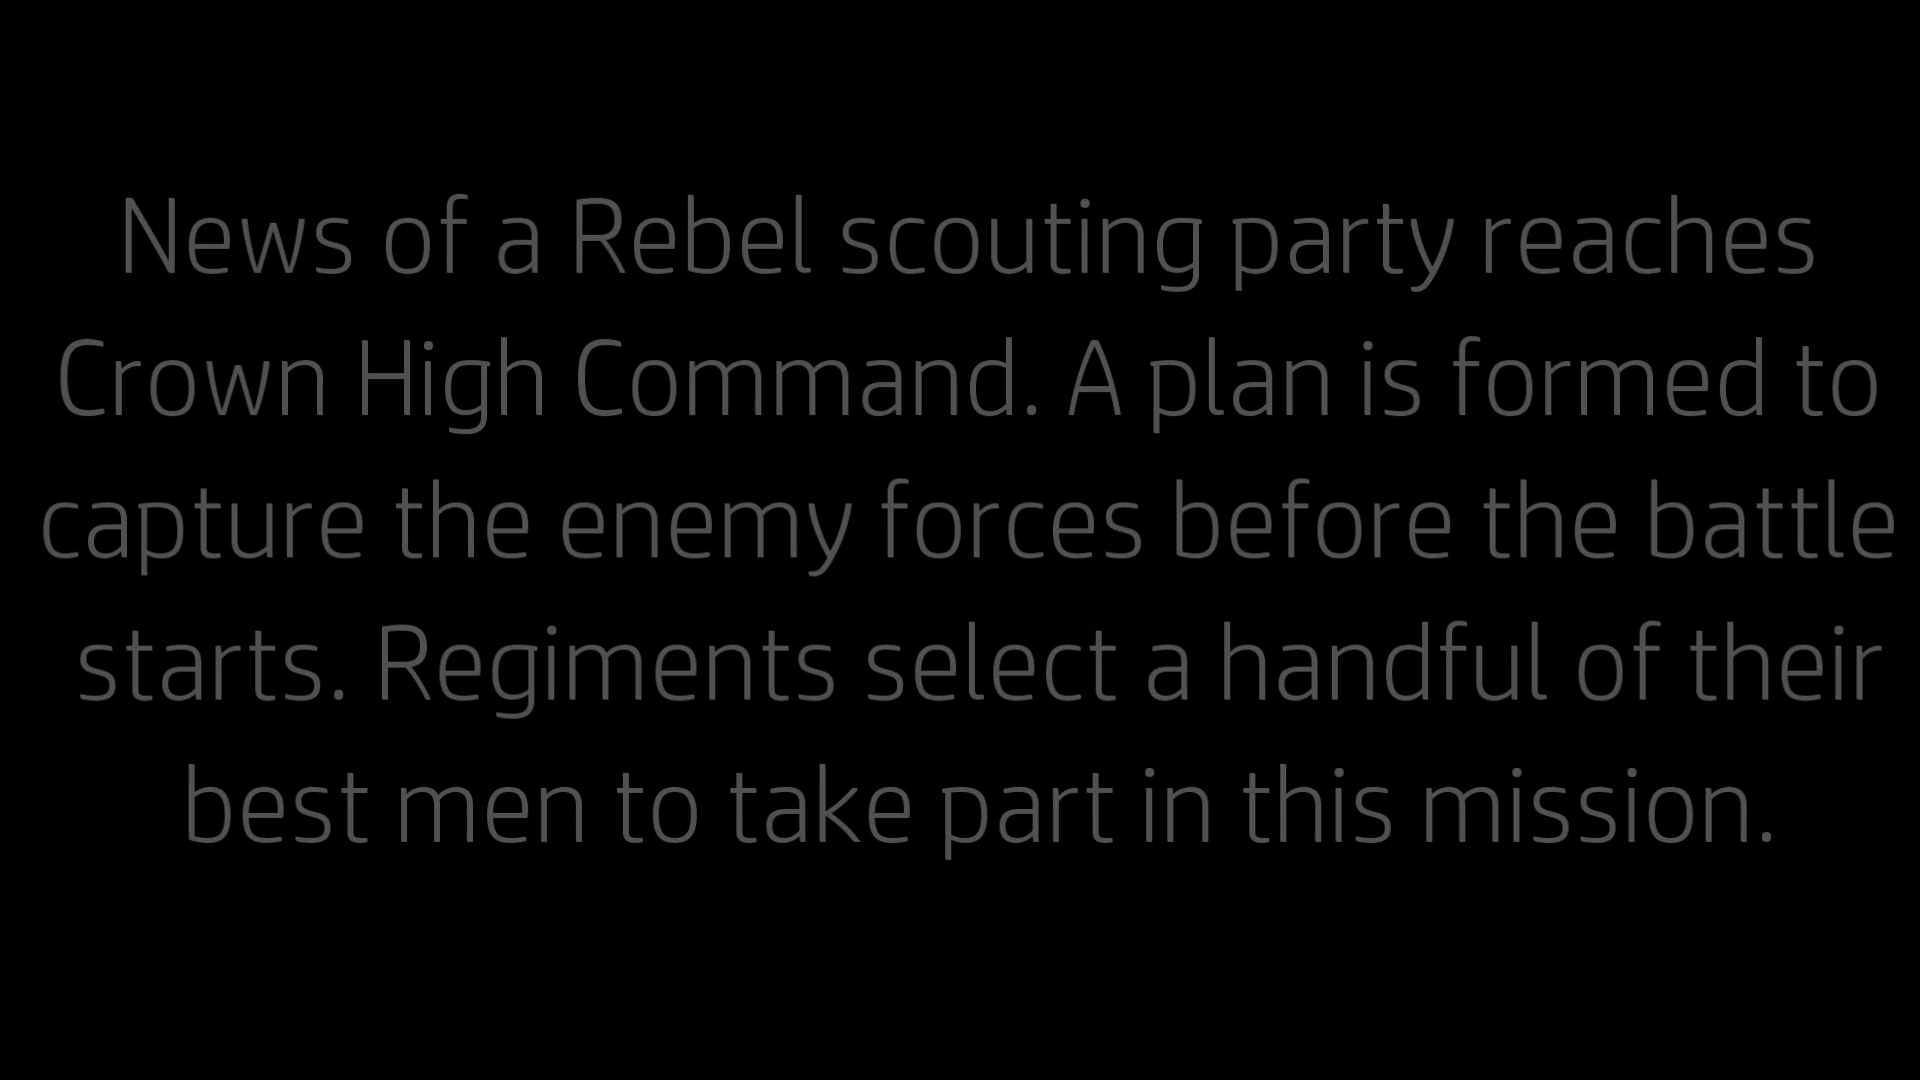 News of a Rebel scouting party reaches
Crown High Command. A plan is formed to
capture the enemy forces before the battle
starts. Regiments select a handful of their
best men to take part in this mission.